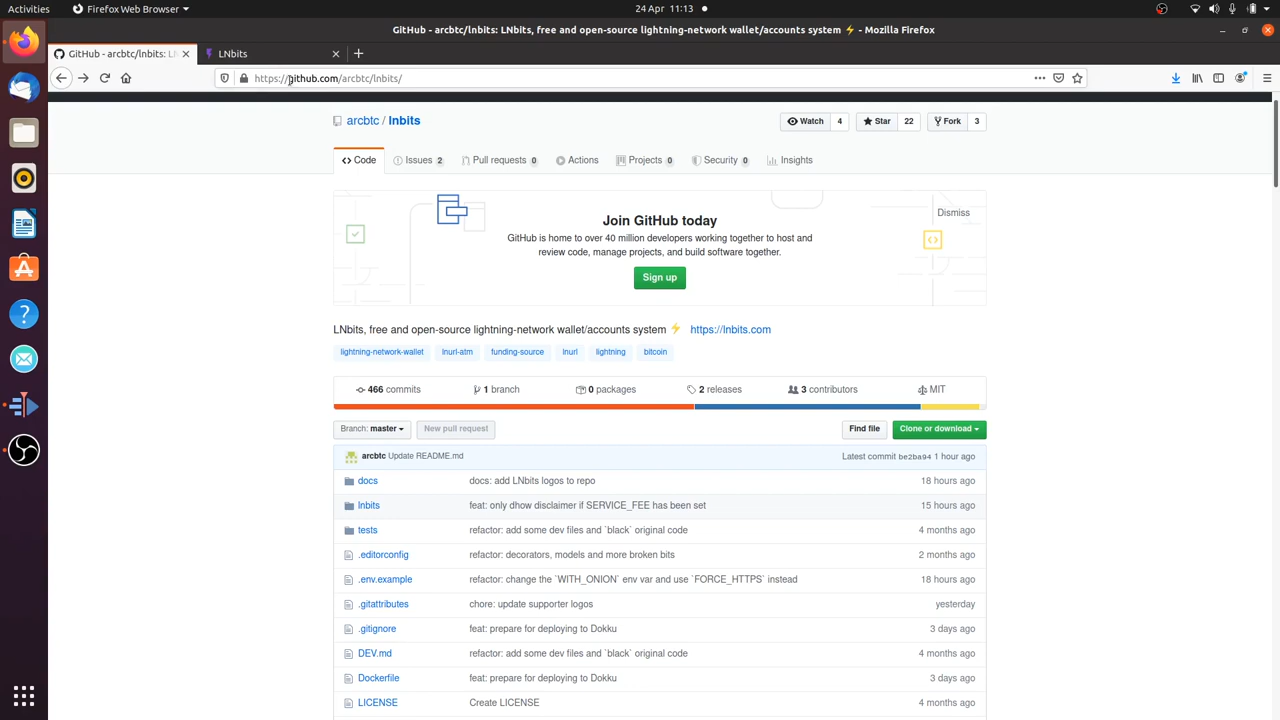 Activities
Firefox Web Browser
24 Apr 11:13
GitHub - arcbtc/lnbits: LNbits, free and open-source lightning-network wallet/accounts system ⚡ - Mozilla Firefox
GitHub - arcbtc/lnbits: LN
LNbits
https://github.com/arcbtc/lnbits/
arcbtc / lnbits
Watch 4
Star 22
Fork 3
Code
Issues 2
Pull requests 0
Actions
Projects 0
Security 0
Insights
Join GitHub today
Dismiss
GitHub is home to over 40 million developers working together to host and
review code, manage projects, and build software together.
Sign up
LNbits, free and open-source lightning-network wallet/accounts system ⚡ https://lnbits.com
lightning-network-wallet lnurl-atm funding-source lnurl lightning bitcoin
466 commits 1 branch 0 packages 2 releases 3 contributors MIT
Branch: master New pull request Find file Clone or download
arcbtc Update README.md Latest commit be2ba94 1 hour ago
docs docs: add LNbits logos to repo 18 hours ago
lnbits feat: only dhow disclaimer if SERVICE_FEE has been set 15 hours ago
tests refactor: add some dev files and `black` original code 4 months ago
.editorconfig refactor: decorators, models and more broken bits 2 months ago
.env.example refactor: change the `WITH_ONION` env var and use `FORCE_HTTPS` instead 18 hours ago
.gitattributes chore: update supporter logos yesterday
.gitignore feat: prepare for deploying to Dokku 3 days ago
DEV.md refactor: add some dev files and `black` original code 4 months ago
Dockerfile feat: prepare for deploying to Dokku 3 days ago
LICENSE Create LICENSE 4 months ago